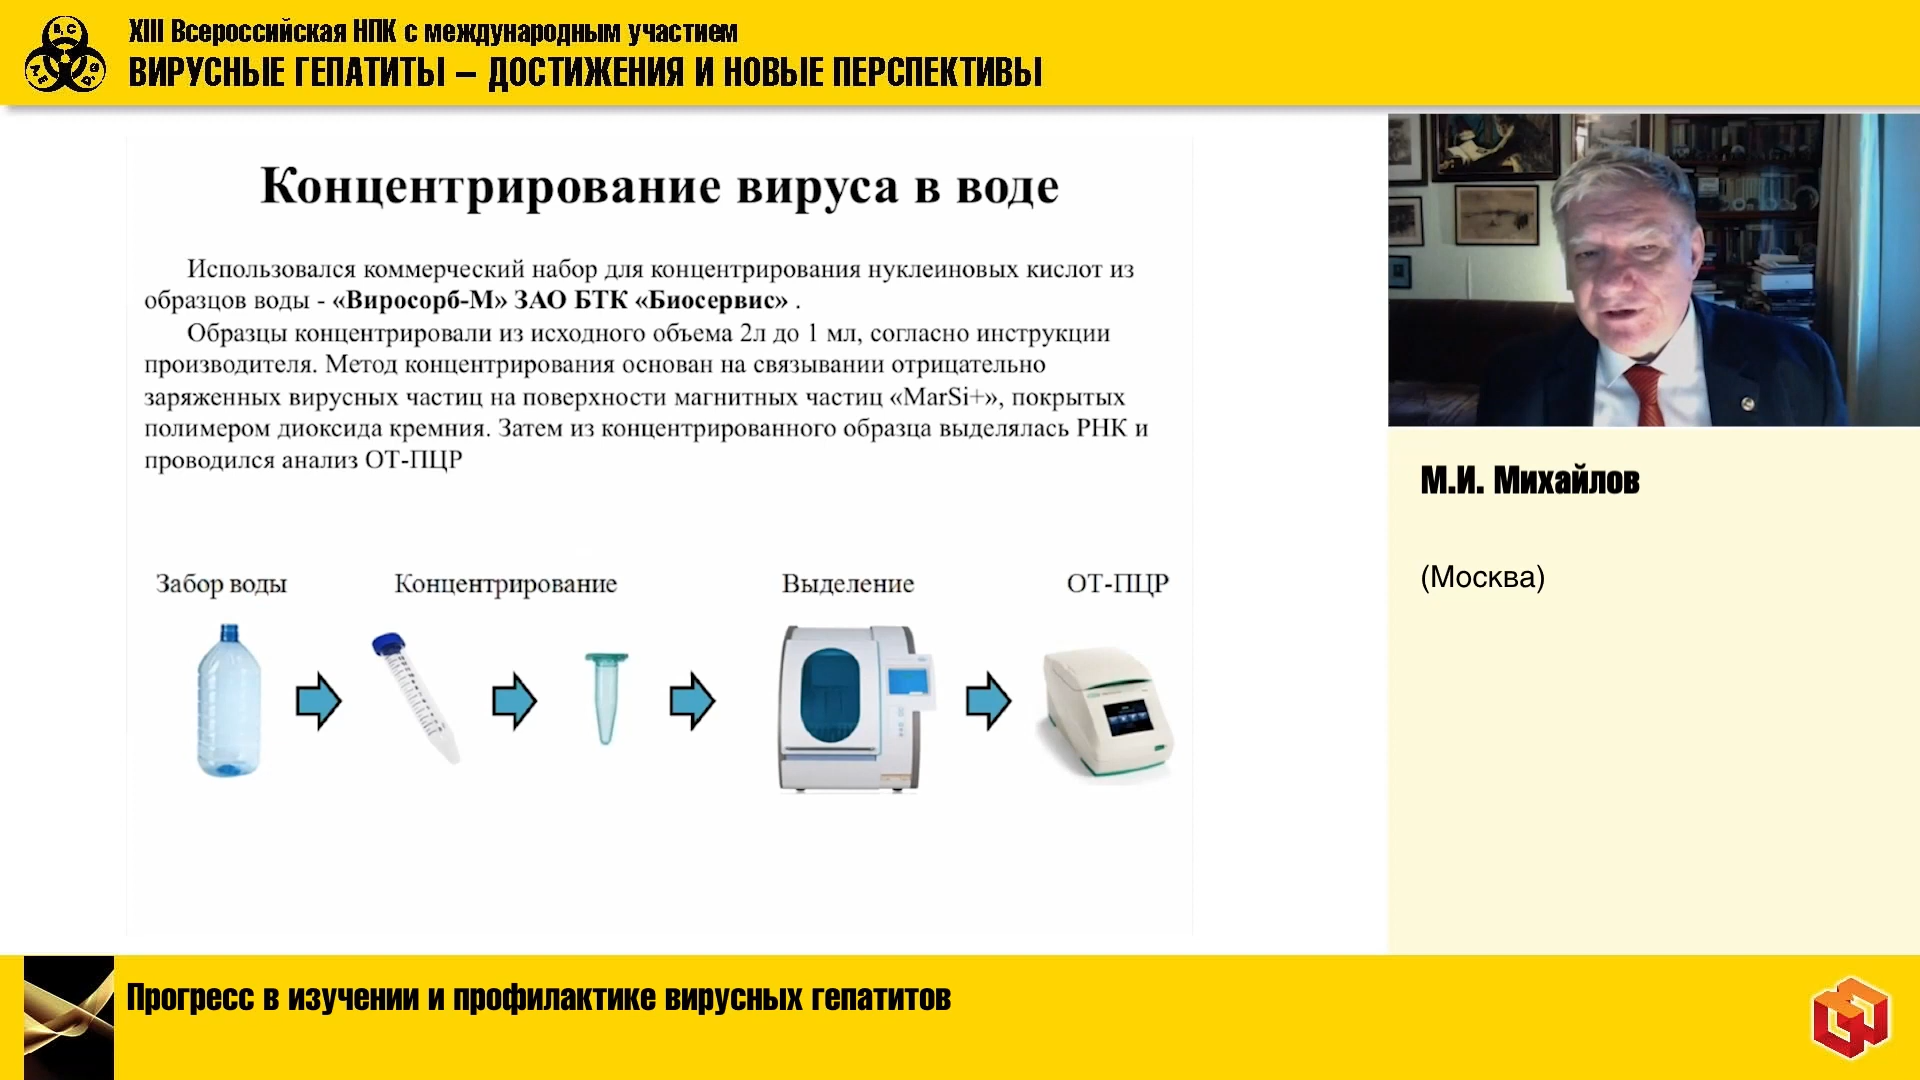 XIII Всероссийская НПК с международным участием
ВИРУСНЫЕ ГЕПАТИТЫ – ДОСТИЖЕНИЯ И НОВЫЕ ПЕРСПЕКТИВЫ
B, C
Концентрирование вируса в воде
Использовался коммерческий набор для концентрирования нуклеиновых кислот из
образцов воды - «Виросорб-М» ЗАО БТК «Биосервис» .
Образцы концентрировали из исходного объема 2л до 1 мл, согласно инструкции
производителя. Метод концентрирования основан на связывании отрицательно
заряженных вирусных частиц на поверхности магнитных частиц «MarSi+», покрытых
полимером диоксида кремния. Затем из концентрированного образца выделялась РНК и
проводился анализ ОТ-ПЦР
Забор воды Концентрирование Выделение ОТ-ПЦР
М.И. Михайлов
(Москва)
Прогресс в изучении и профилактике вирусных гепатитов